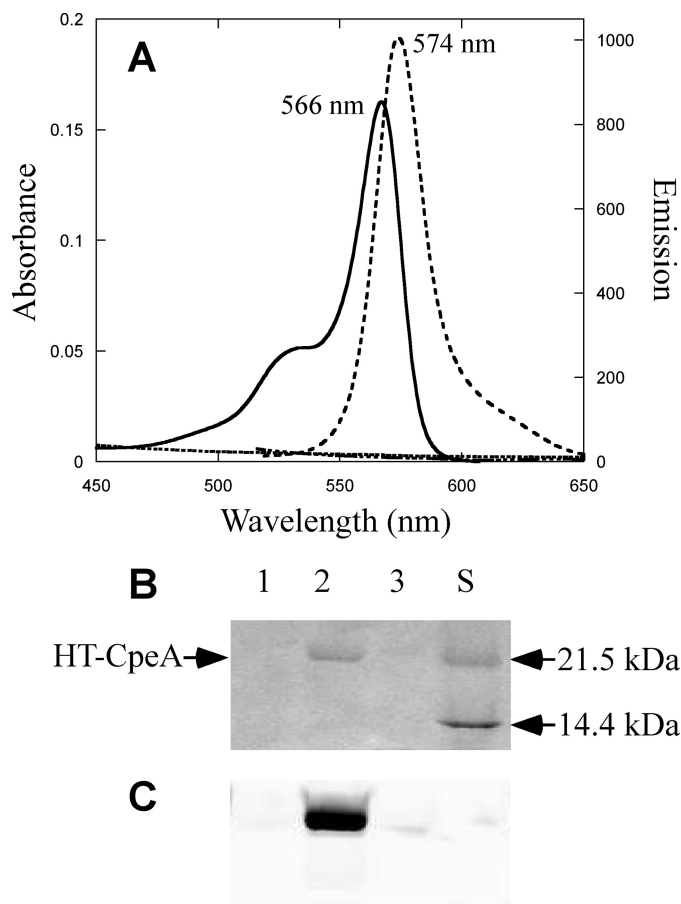 A
0.2
0.15
0.1
0.05
0
Absorbance
1000
800
600
400
200
0
Emission
574 nm
566 nm
450
500
550
600
650
Wavelength (nm)
B
1 2 3 S
HT-CpeA
21.5 kDa
14.4 kDa
C